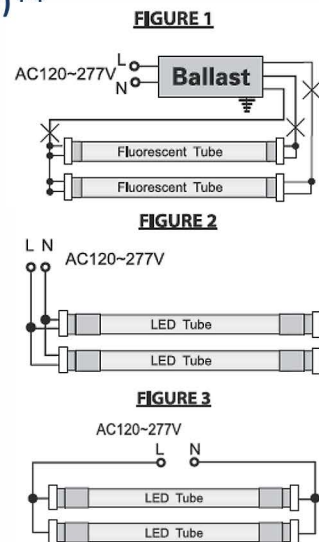 FIGURE 1
AC120~277V
L
N
Ballast
Fluorescent Tube
Fluorescent Tube
FIGURE 2
L N
AC120~277V
LED Tube
LED Tube
FIGURE 3
AC120~277V
L N
LED Tube
LED Tube